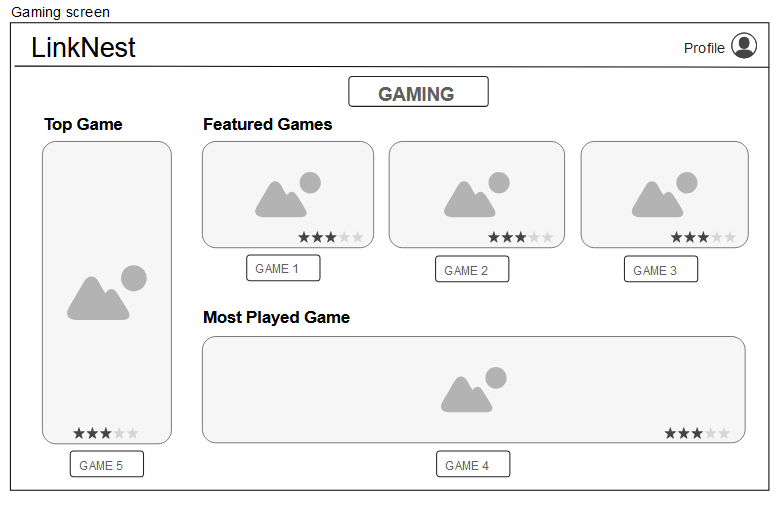 Gaming screen
LinkNest
Profile
GAMING
Top Game
Featured Games
GAME 1
GAME 2
GAME 3
Most Played Game
GAME 5
GAME 4